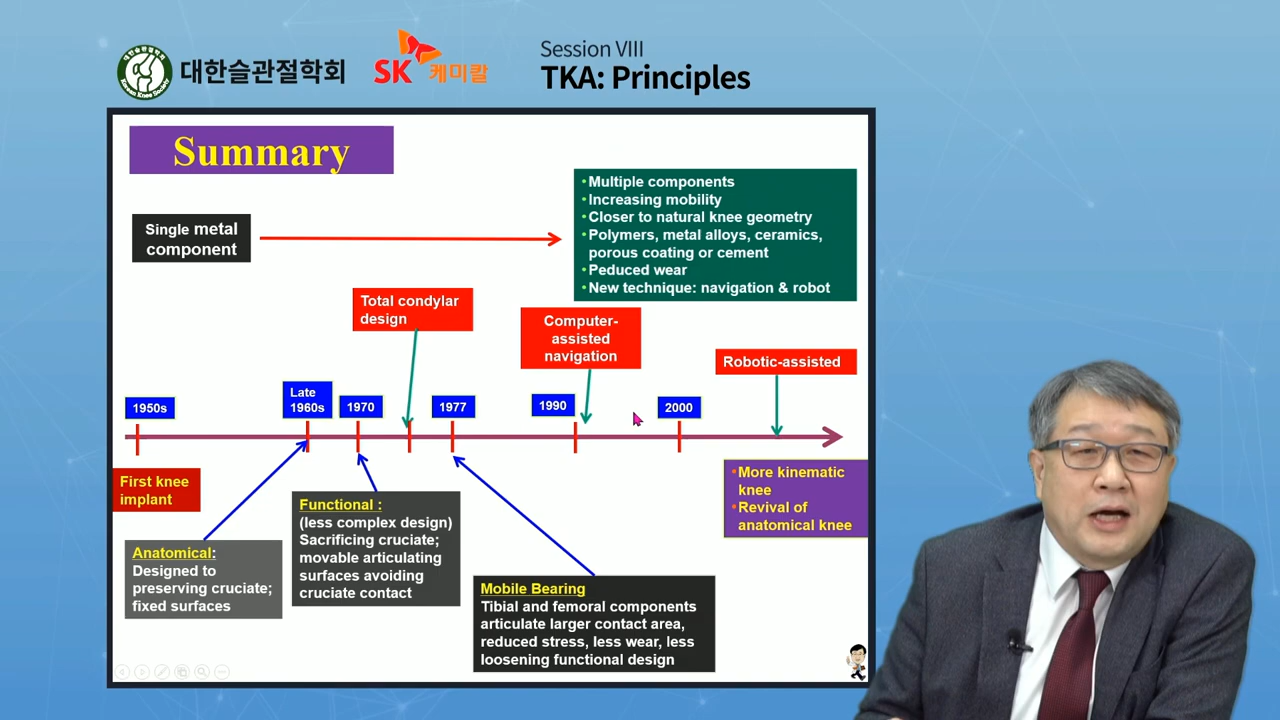 대한슬관절학회
SK 케미칼
Session VIII
TKA: Principles
Summary
Single metal
component
•Multiple components
•Increasing mobility
•Closer to natural knee geometry
•Polymers, metal alloys, ceramics,
porous coating or cement
•Peduced wear
•New technique: navigation & robot
Total condylar
design
Computer-
assisted
navigation
Robotic-assisted
1950s
Late
1960s
1970
1977
1990
2000
First knee
implant
Anatomical:
Designed to
preserving cruciate;
fixed surfaces
Functional :
(less complex design)
Sacrificing cruciate;
movable articulating
surfaces avoiding
cruciate contact
Mobile Bearing
Tibial and femoral components
articulate larger contact area,
reduced stress, less wear, less
loosening functional design
•More kinematic
knee
•Revival of
anatomical knee